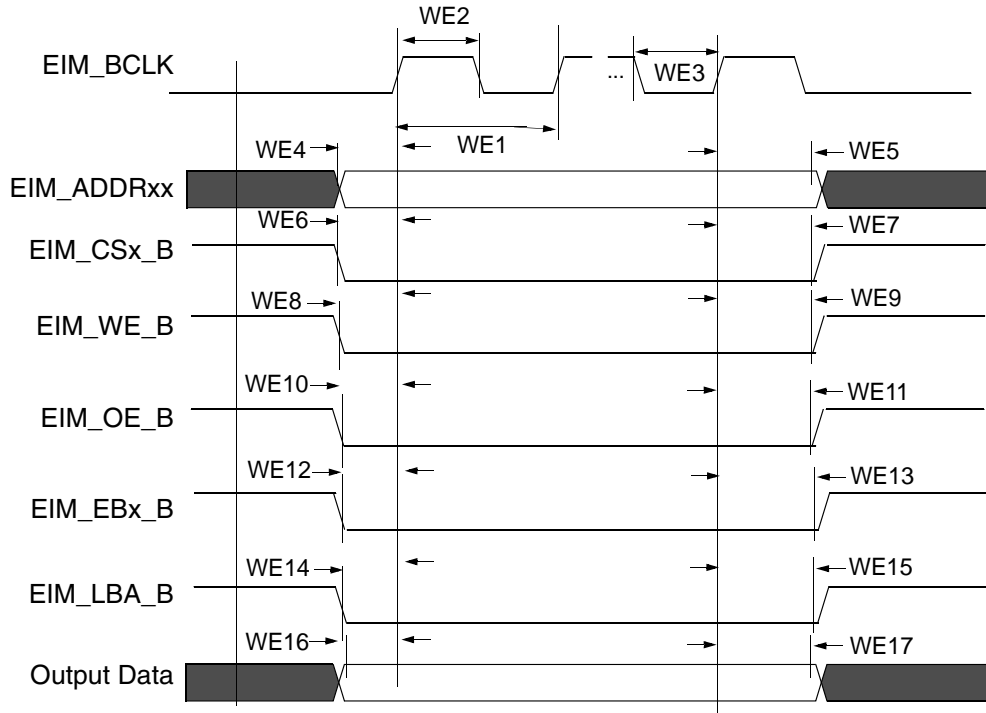 WE2
EIM_BCLK
...
WE3
WE1
WE4
WE5
EIM_ADDRxx
WE6
WE7
EIM_CSx_B
WE8
WE9
EIM_WE_B
WE10
WE11
EIM_OE_B
WE12
WE13
EIM_EBx_B
WE14
WE15
EIM_LBA_B
WE16
WE17
Output Data